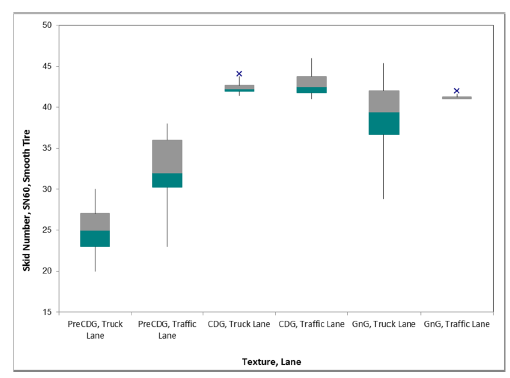 50
45
40
35
30
25
20
15
Skid Number, SN60, Smooth Tire
PreCDG, Truck Lane
PreCDG, Traffic Lane
CDG, Truck Lane
CDG, Traffic Lane
GnG, Truck Lane
GnG, Traffic Lane
Texture, Lane